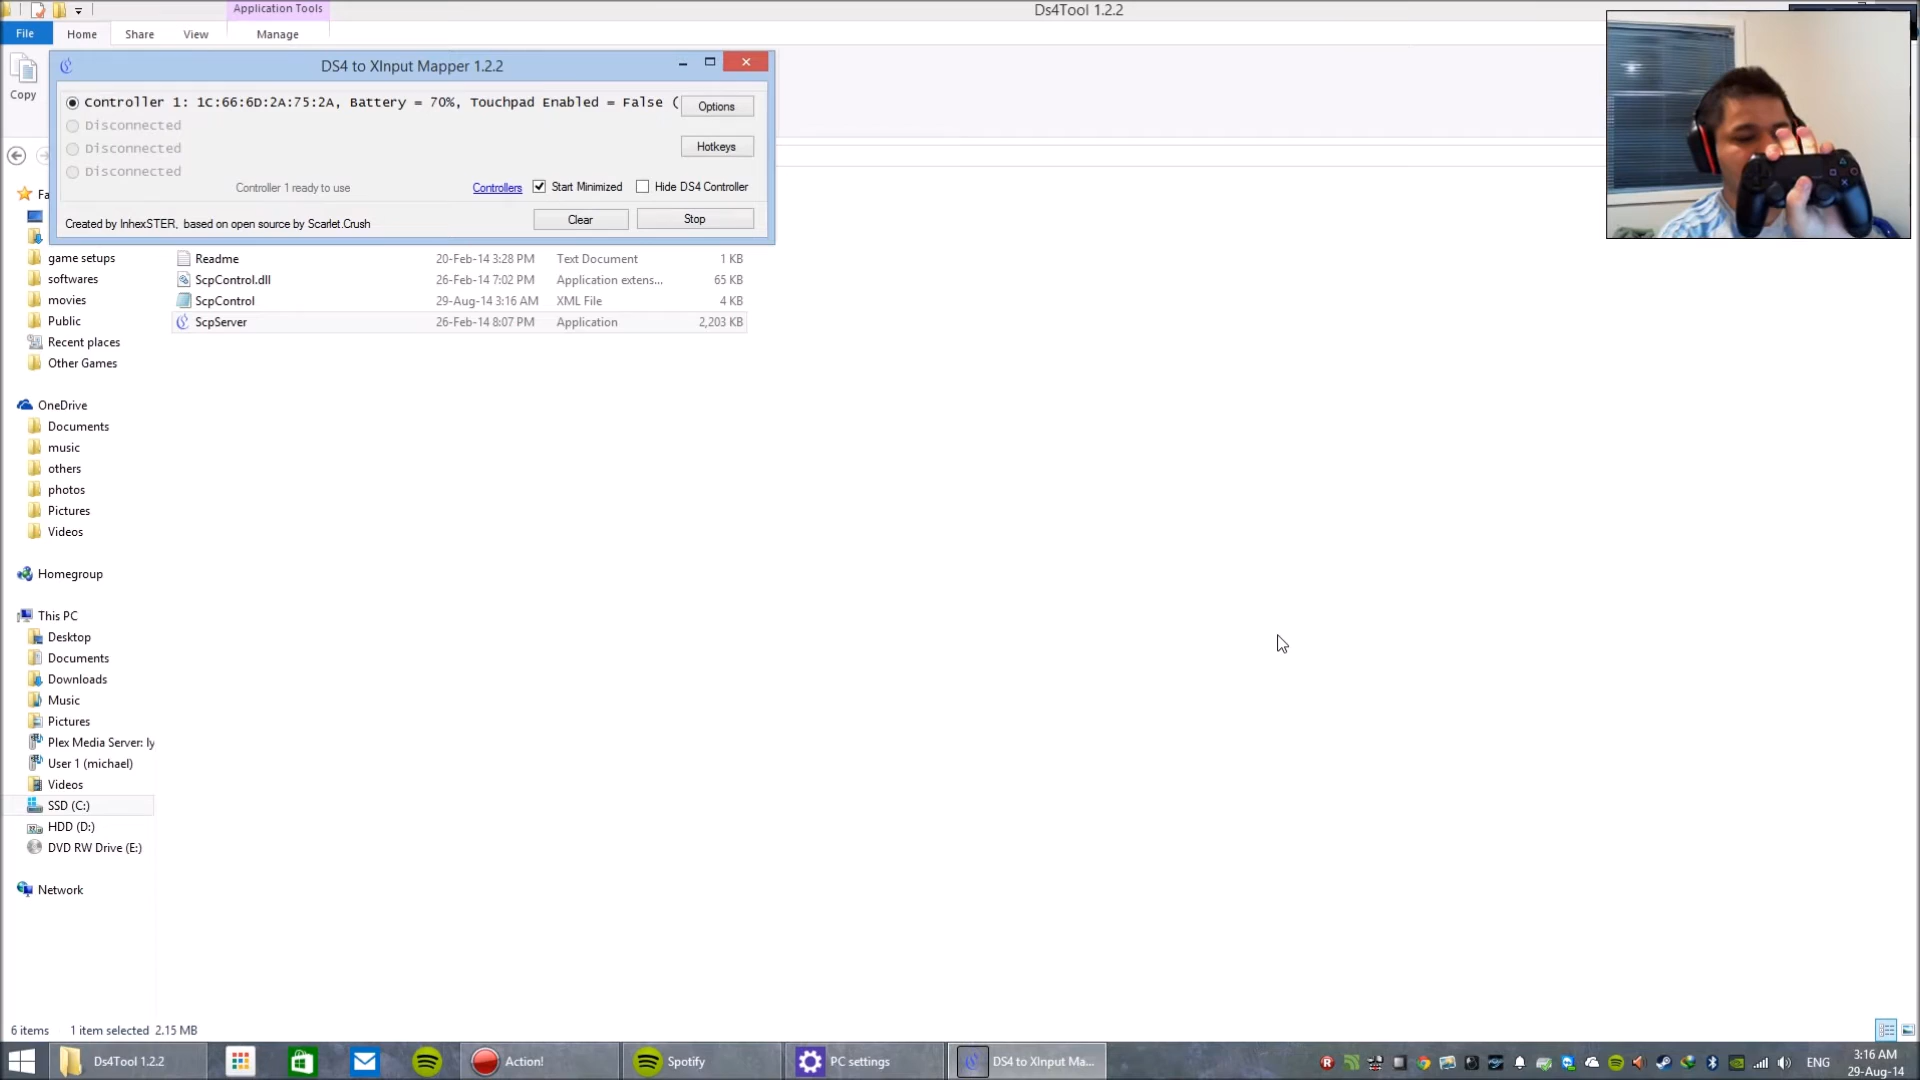 Application Tools
Ds4Tool 1.2.2
File
Home
Share
View
Manage
Copy
DS4 to XInput Mapper 1.2.2
Controller 1: 1C:66:6D:2A:75:2A, Battery = 70%, Touchpad Enabled = False (
Options
Disconnected
Disconnected
Hotkeys
Disconnected
Controller 1 ready to use
Controllers
Start Minimized
Hide DS4 Controller
Created by InhexSTER, based on open source by Scarlet.Crush
Clear
Stop
Fa
game setups
softwares
movies
Public
Recent places
Other Games
OneDrive
Documents
music
others
photos
Pictures
Videos
Homegroup
This PC
Desktop
Documents
Downloads
Music
Pictures
Plex Media Server: ly
User 1 (michael)
Videos
SSD (C:)
HDD (D:)
DVD RW Drive (E:)
Network
Readme 20-Feb-14 3:28 PM Text Document 1 KB
ScpControl.dll 26-Feb-14 7:02 PM Application extens... 65 KB
ScpControl 29-Aug-14 3:16 AM XML File 4 KB
ScpServer 26-Feb-14 8:07 PM Application 2,203 KB
6 items 1 item selected 2.15 MB
Ds4Tool 1.2.2
Action!
Spotify
PC settings
DS4 to XInput Ma...
ENG
3:16 AM
29-Aug-14